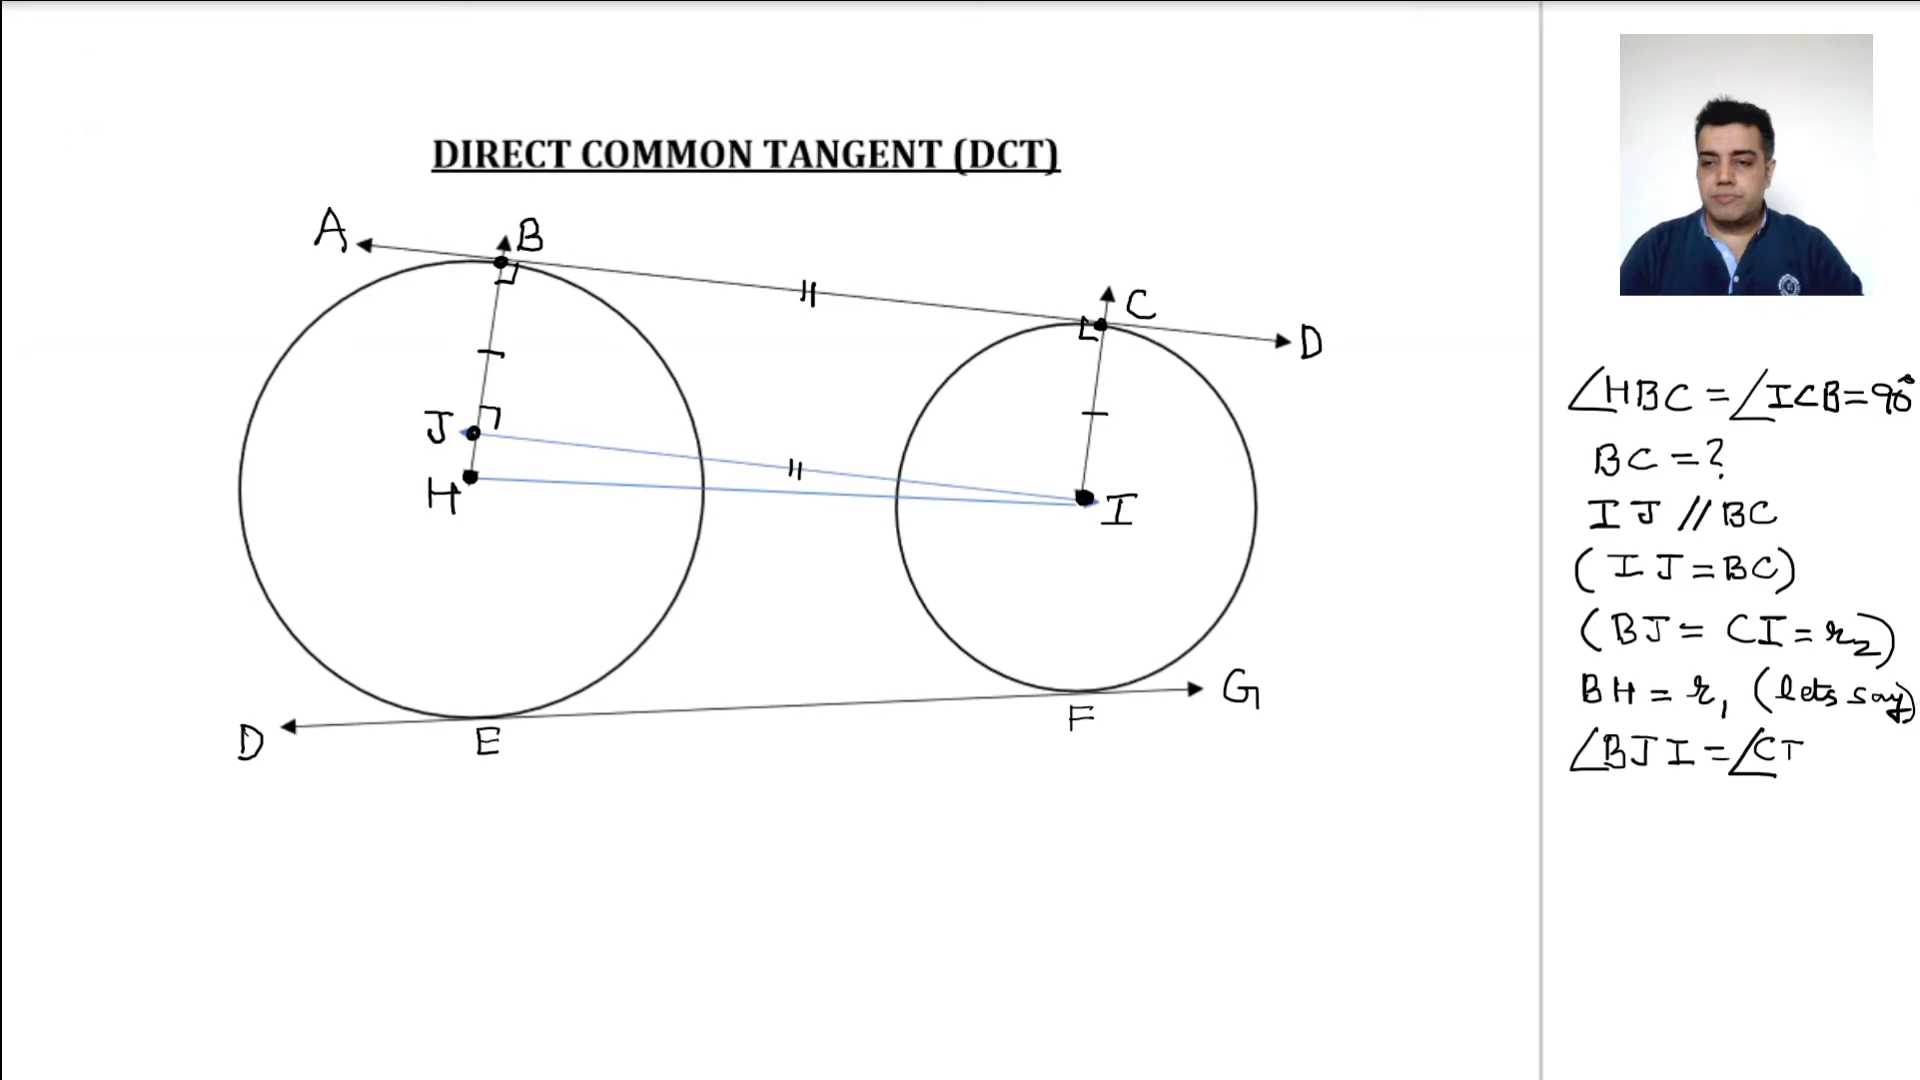 DIRECT COMMON TANGENT (DCT)
A
B
C
D
J
H
I
D
E
F
G
∠HBC = ∠ICB = 90°
BC = ?
IJ // BC
(IJ = BC)
(BJ = CI = r₂)
BH = r₁ (lets say)
∠BJI = ∠CI